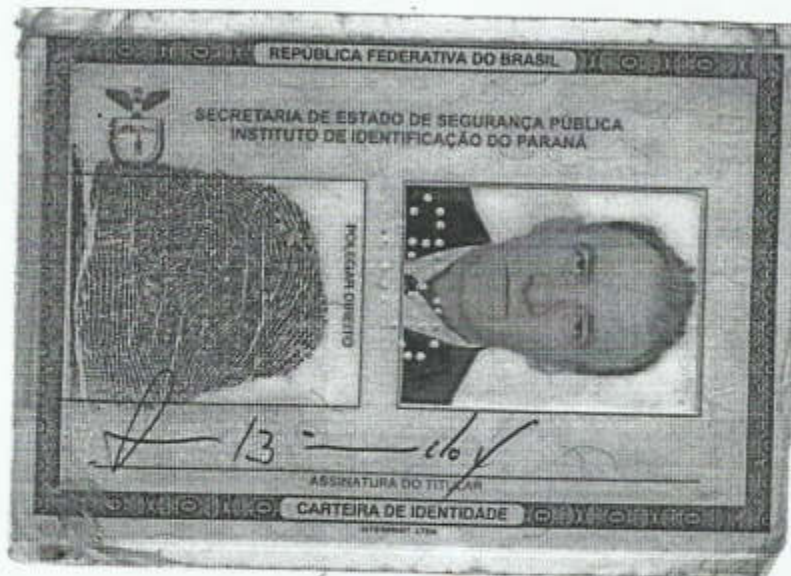 REPÚBLICA FEDERATIVA DO BRASIL
SECRETARIA DE ESTADO DE SEGURANÇA PÚBLICA
INSTITUTO DE IDENTIFICAÇÃO DO PARANÁ
POLEGAR DIREITO
ASSINATURA DO TITULAR
CARTEIRA DE IDENTIDADE